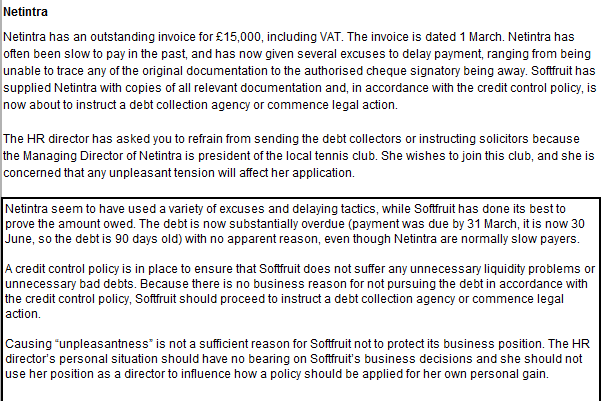 Netintra
Netintra has an outstanding invoice for £15,000, including VAT. The invoice is dated 1 March. Netintra has
often been slow to pay in the past, and has now given several excuses to delay payment, ranging from being
unable to trace any of the original documentation to the authorised cheque signatory being away. Softfruit has
supplied Netintra with copies of all relevant documentation and, in accordance with the credit control policy, is
now about to instruct a debt collection agency or commence legal action.
The HR director has asked you to refrain from sending the debt collectors or instructing solicitors because
the Managing Director of Netintra is president of the local tennis club. She wishes to join this club, and she is
concerned that any unpleasant tension will affect her application.
Netintra seem to have used a variety of excuses and delaying tactics, while Softfruit has done its best to
prove the amount owed. The debt is now substantially overdue (payment was due by 31 March, it is now 30
June, so the debt is 90 days old) with no apparent reason, even though Netintra are normally slow payers.
A credit control policy is in place to ensure that Softfruit does not suffer any unnecessary liquidity problems or
unnecessary bad debts. Because there is no business reason for not pursuing the debt in accordance with
the credit control policy, Softfruit should proceed to instruct a debt collection agency or commence legal
action.
Causing “unpleasantness” is not a sufficient reason for Softfruit not to protect its business position. The HR
director’s personal situation should have no bearing on Softfruit’s business decisions and she should not
use her position as a director to influence how a policy should be applied for her own personal gain.